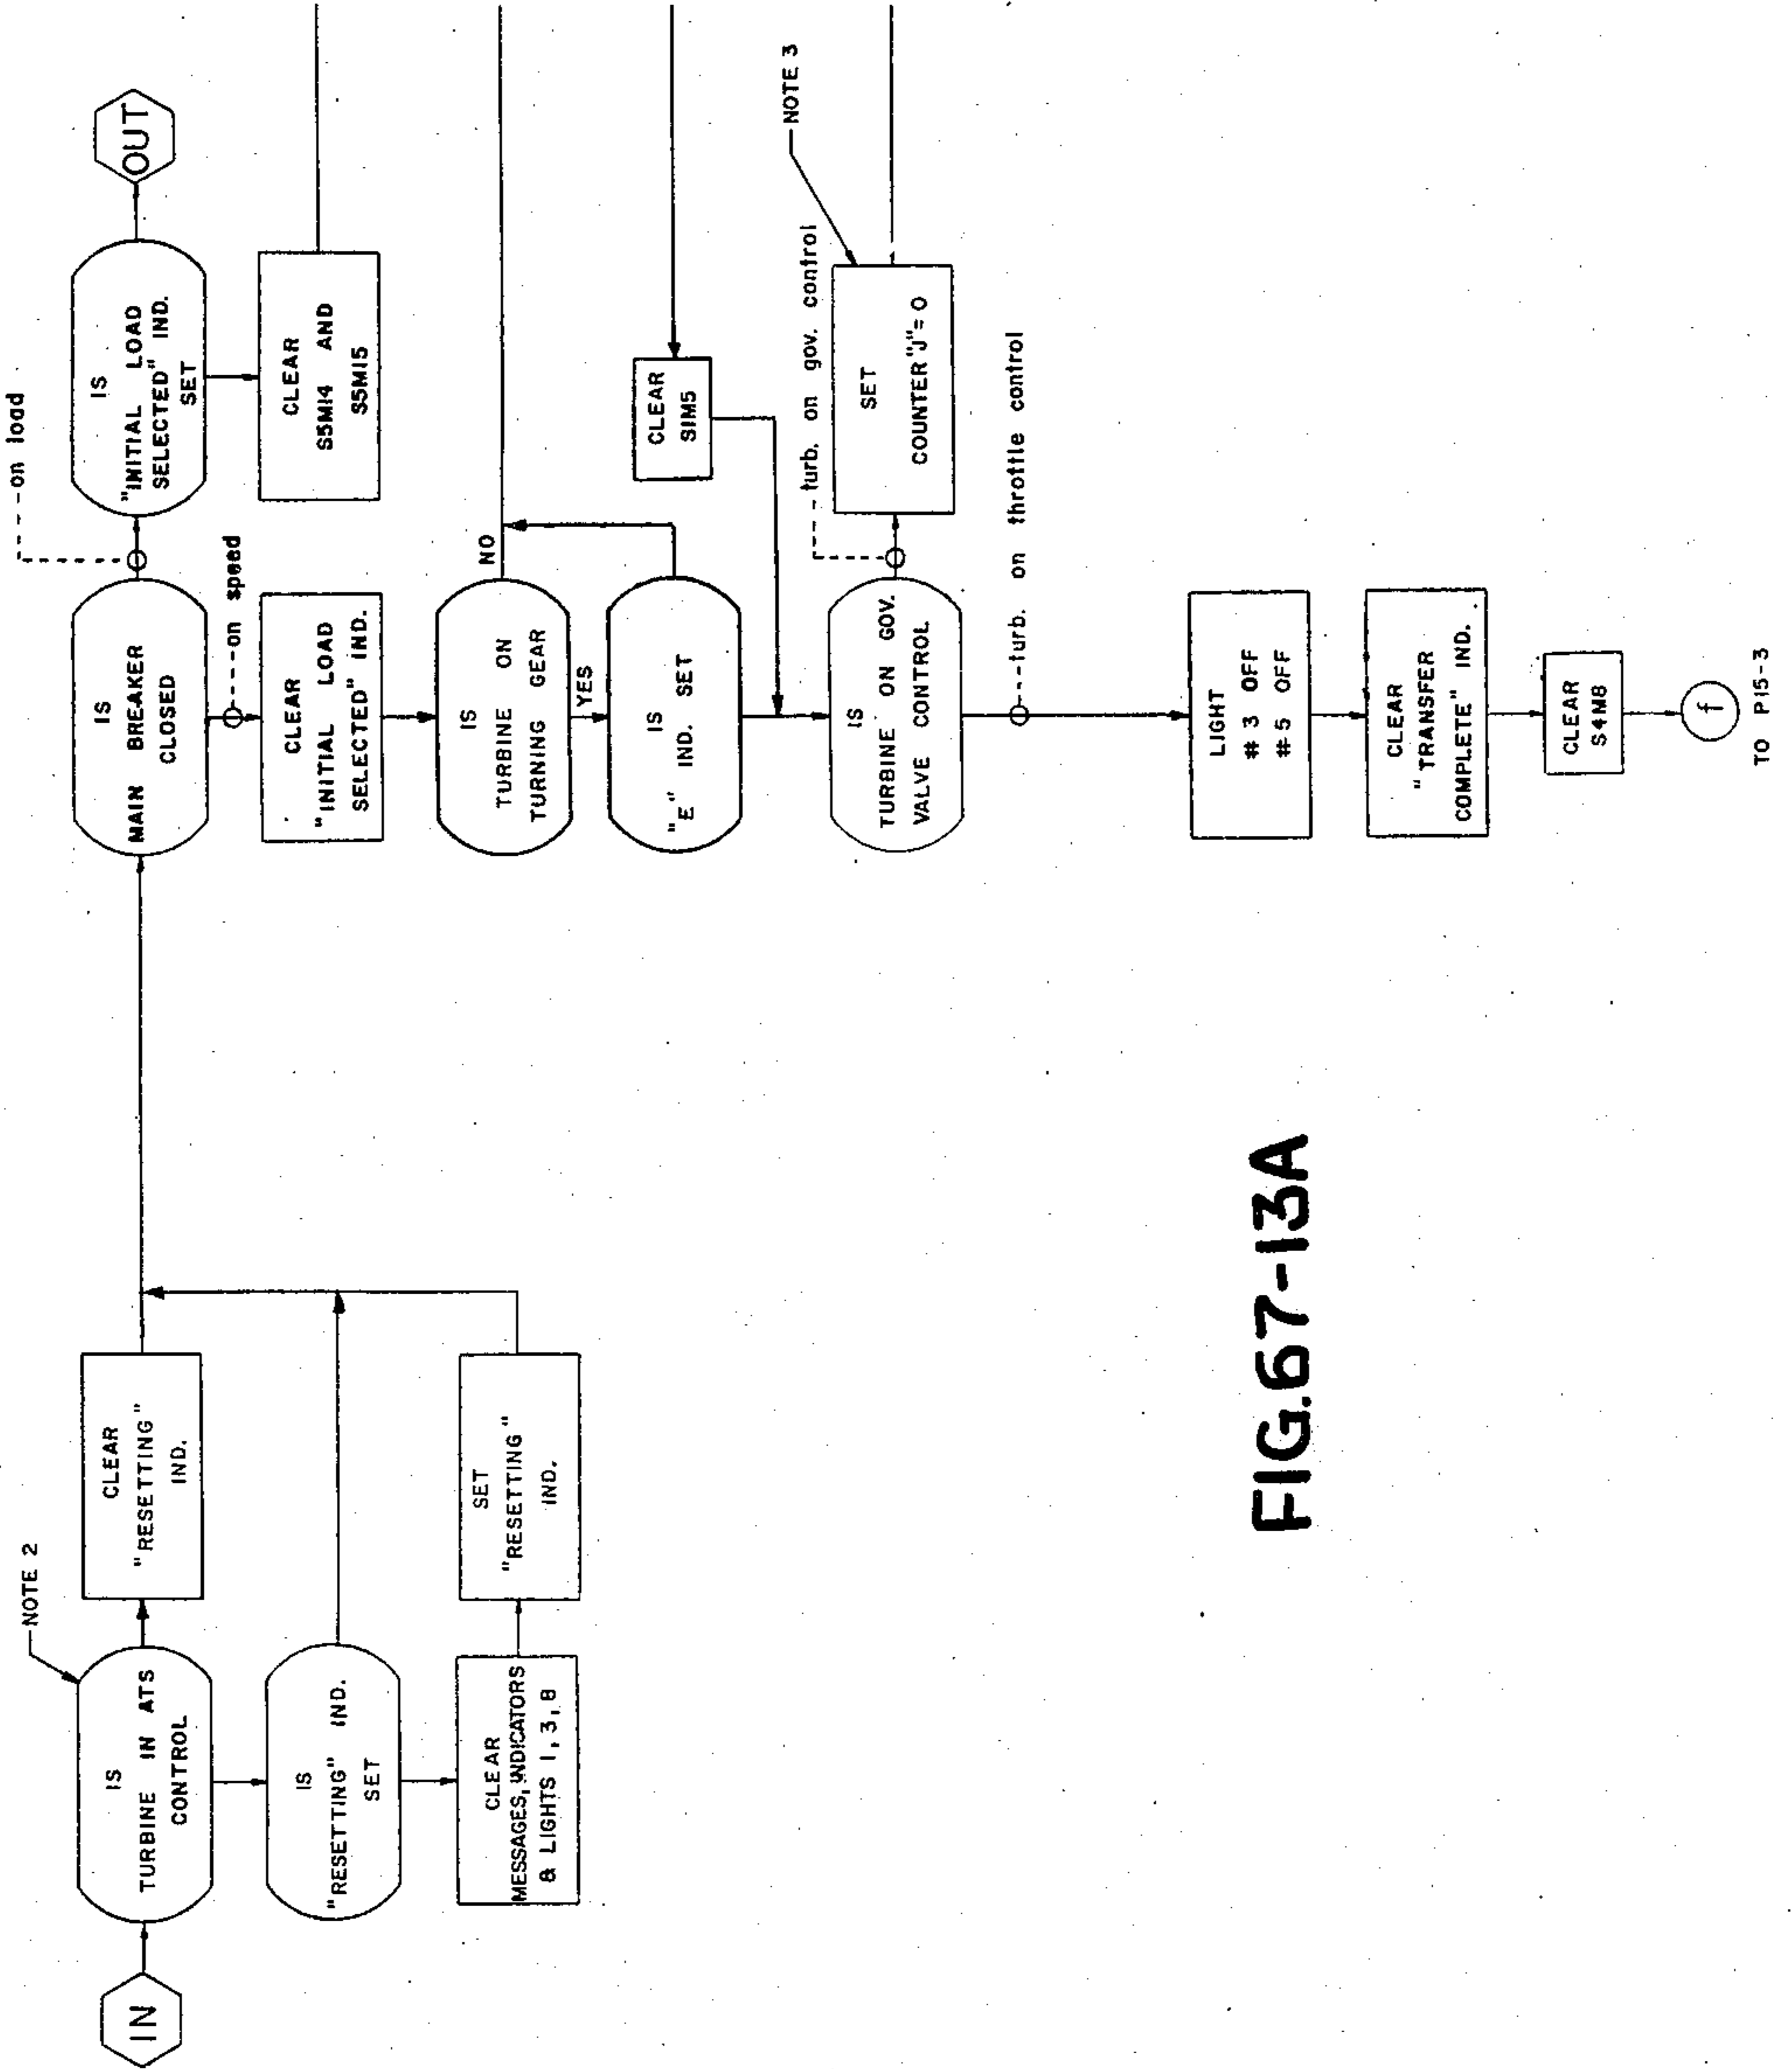 NOTE 2
IN
IS
TURBINE IN ATS
CONTROL
CLEAR
"RESETTING"
IND.
IS
"RESETTING" IND.
SET
CLEAR
MESSAGES, INDICATORS
& LIGHTS 1, 3, 8
SET
"RESETTING"
IND.
----on load
IS
MAIN BREAKER
CLOSED
IS
"INITIAL LOAD
SELECTED" IND.
SET
OUT
----on speed
CLEAR
"INITIAL LOAD
SELECTED" IND.
CLEAR
S5M14 AND
S5M15
IS
TURBINE ON
TURNING GEAR
NO
YES
IS
"E" IND. SET
CLEAR
S1M5
---- turb. on gov. control
NOTE 3
IS
TURBINE ON GOV.
VALVE CONTROL
SET
COUNTER "J" = 0
----turb. on throttle control
LIGHT
# 3 OFF
# 5 OFF
CLEAR
"TRANSFER
COMPLETE" IND.
CLEAR
S4M8
f
TO P15-3
FIG.67-13A